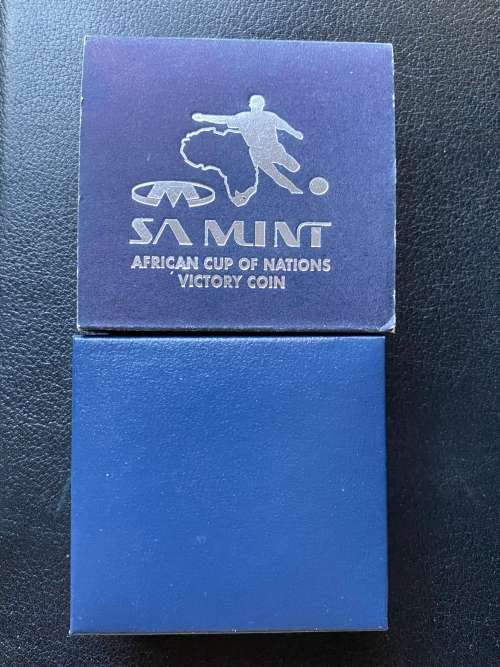 SA MINT
AFRICAN CUP OF NATIONS
VICTORY COIN